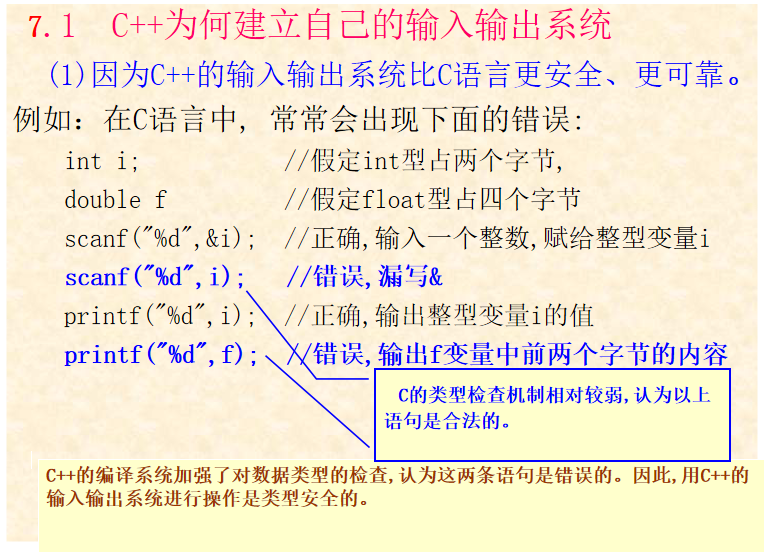 7.1 C++为何建立自己的输入输出系统
(1)因为C++的输入输出系统比C语言更安全、更可靠。
例如：在C语言中, 常常会出现下面的错误:
int i; //假定int型占两个字节,
double f //假定float型占四个字节
scanf("%d",&i); //正确,输入一个整数,赋给整型变量i
scanf("%d",i); //错误,漏写&
printf("%d",i); //正确,输出整型变量i的值
printf("%d",f); //错误,输出f变量中前两个字节的内容
C的类型检查机制相对较弱,认为以上
语句是合法的。
C++的编译系统加强了对数据类型的检查,认为这两条语句是错误的。因此,用C++的
输入输出系统进行操作是类型安全的。